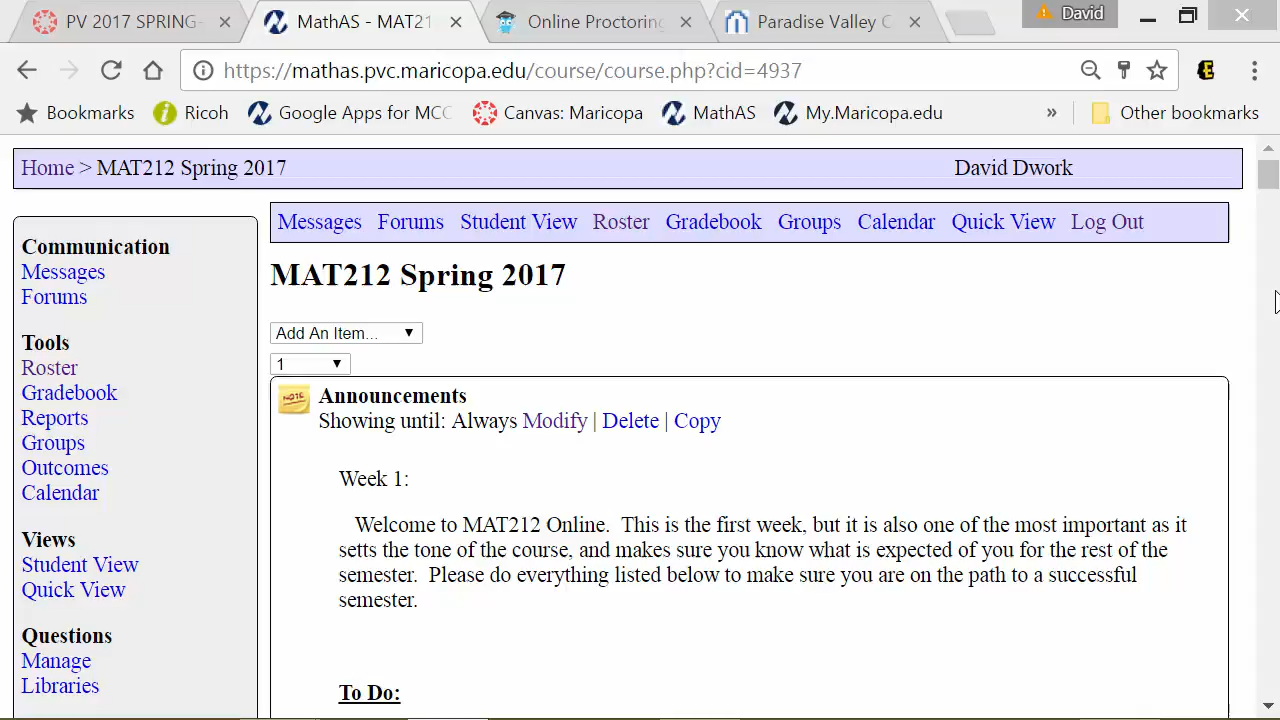 PV 2017 SPRING-
MathAS - MAT21
Online Proctoring
Paradise Valley C
David
https://mathas.pvc.maricopa.edu/course/course.php?cid=4937
Bookmarks
Ricoh
Google Apps for MCC
Canvas: Maricopa
MathAS
My.Maricopa.edu
»
Other bookmarks
Home > MAT212 Spring 2017
David Dwork
Communication
Messages
Forums
Tools
Roster
Gradebook
Reports
Groups
Outcomes
Calendar
Views
Student View
Quick View
Questions
Manage
Libraries
Messages Forums Student View Roster Gradebook Groups Calendar Quick View Log Out
MAT212 Spring 2017
Add An Item...
1
NOTE
Announcements
Showing until: Always Modify | Delete | Copy
Week 1:
Welcome to MAT212 Online. This is the first week, but it is also one of the most important as it
setts the tone of the course, and makes sure you know what is expected of you for the rest of the
semester. Please do everything listed below to make sure you are on the path to a successful
semester.
To Do: